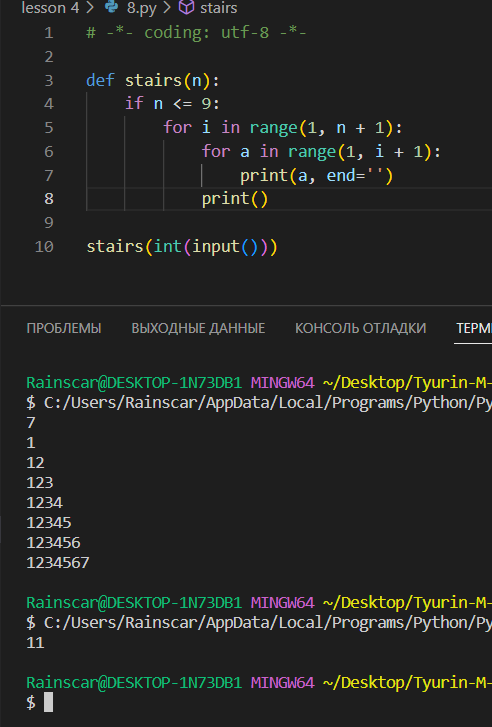 lesson 4 > 8.py > stairs
1 # -*- coding: utf-8 -*-
2
3 def stairs(n):
4 if n <= 9:
5 for i in range(1, n + 1):
6 for a in range(1, i + 1):
7 print(a, end='')
8 print()
9
10 stairs(int(input()))
ПРОБЛЕМЫ ВЫХОДНЫЕ ДАННЫЕ КОНСОЛЬ ОТЛАДКИ ТЕРМИ
Rainscar@DESKTOP-1N73DB1 MINGW64 ~/Desktop/Tyurin-M-
$ C:/Users/Rainscar/AppData/Local/Programs/Python/Py
7
1
12
123
1234
12345
123456
1234567
Rainscar@DESKTOP-1N73DB1 MINGW64 ~/Desktop/Tyurin-M-
$ C:/Users/Rainscar/AppData/Local/Programs/Python/Py
11
Rainscar@DESKTOP-1N73DB1 MINGW64 ~/Desktop/Tyurin-M-
$